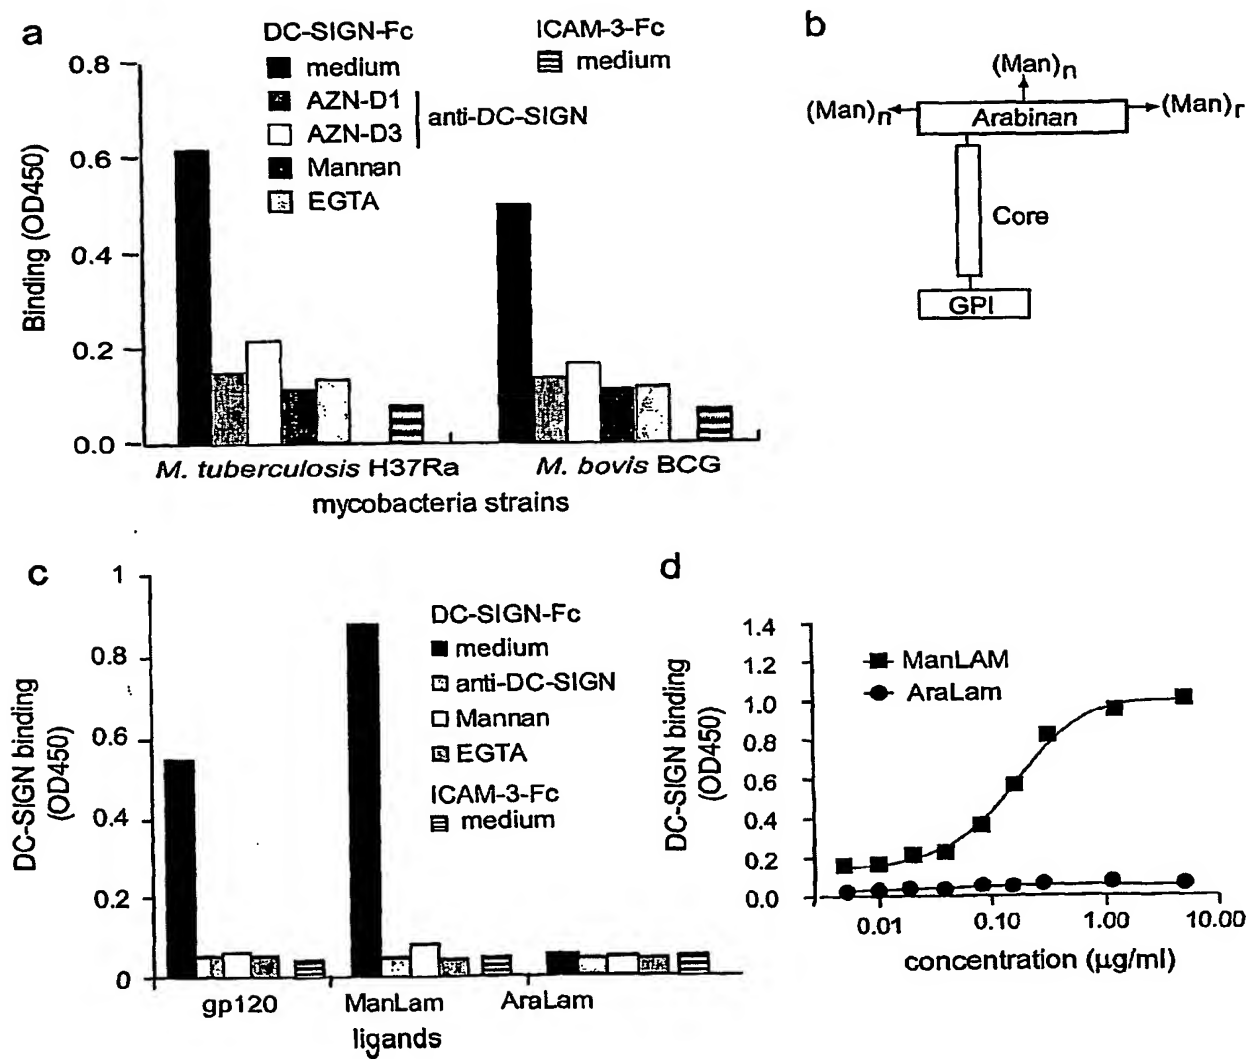 a
DC-SIGN-Fc
medium
AZN-D1
AZN-D3
anti-DC-SIGN
Mannan
EGTA
ICAM-3-Fc
medium
Binding (OD450)
0.8
0.6
0.4
0.2
0.0
M. tuberculosis H37Ra
M. bovis BCG
mycobacteria strains
b
(Man)n
(Man)n
(Man)r
Arabinan
Core
GPI
c
DC-SIGN binding
(OD450)
1
0.8
0.6
0.4
0.2
0
DC-SIGN-Fc
medium
anti-DC-SIGN
Mannan
EGTA
ICAM-3-Fc
medium
gp120
ManLam
AraLam
ligands
d
DC-SIGN binding
(OD450)
1.4
1.2
1.0
0.8
0.6
0.4
0.2
0.0
ManLAM
AraLam
0.01
0.10
1.00
10.00
concentration (µg/ml)